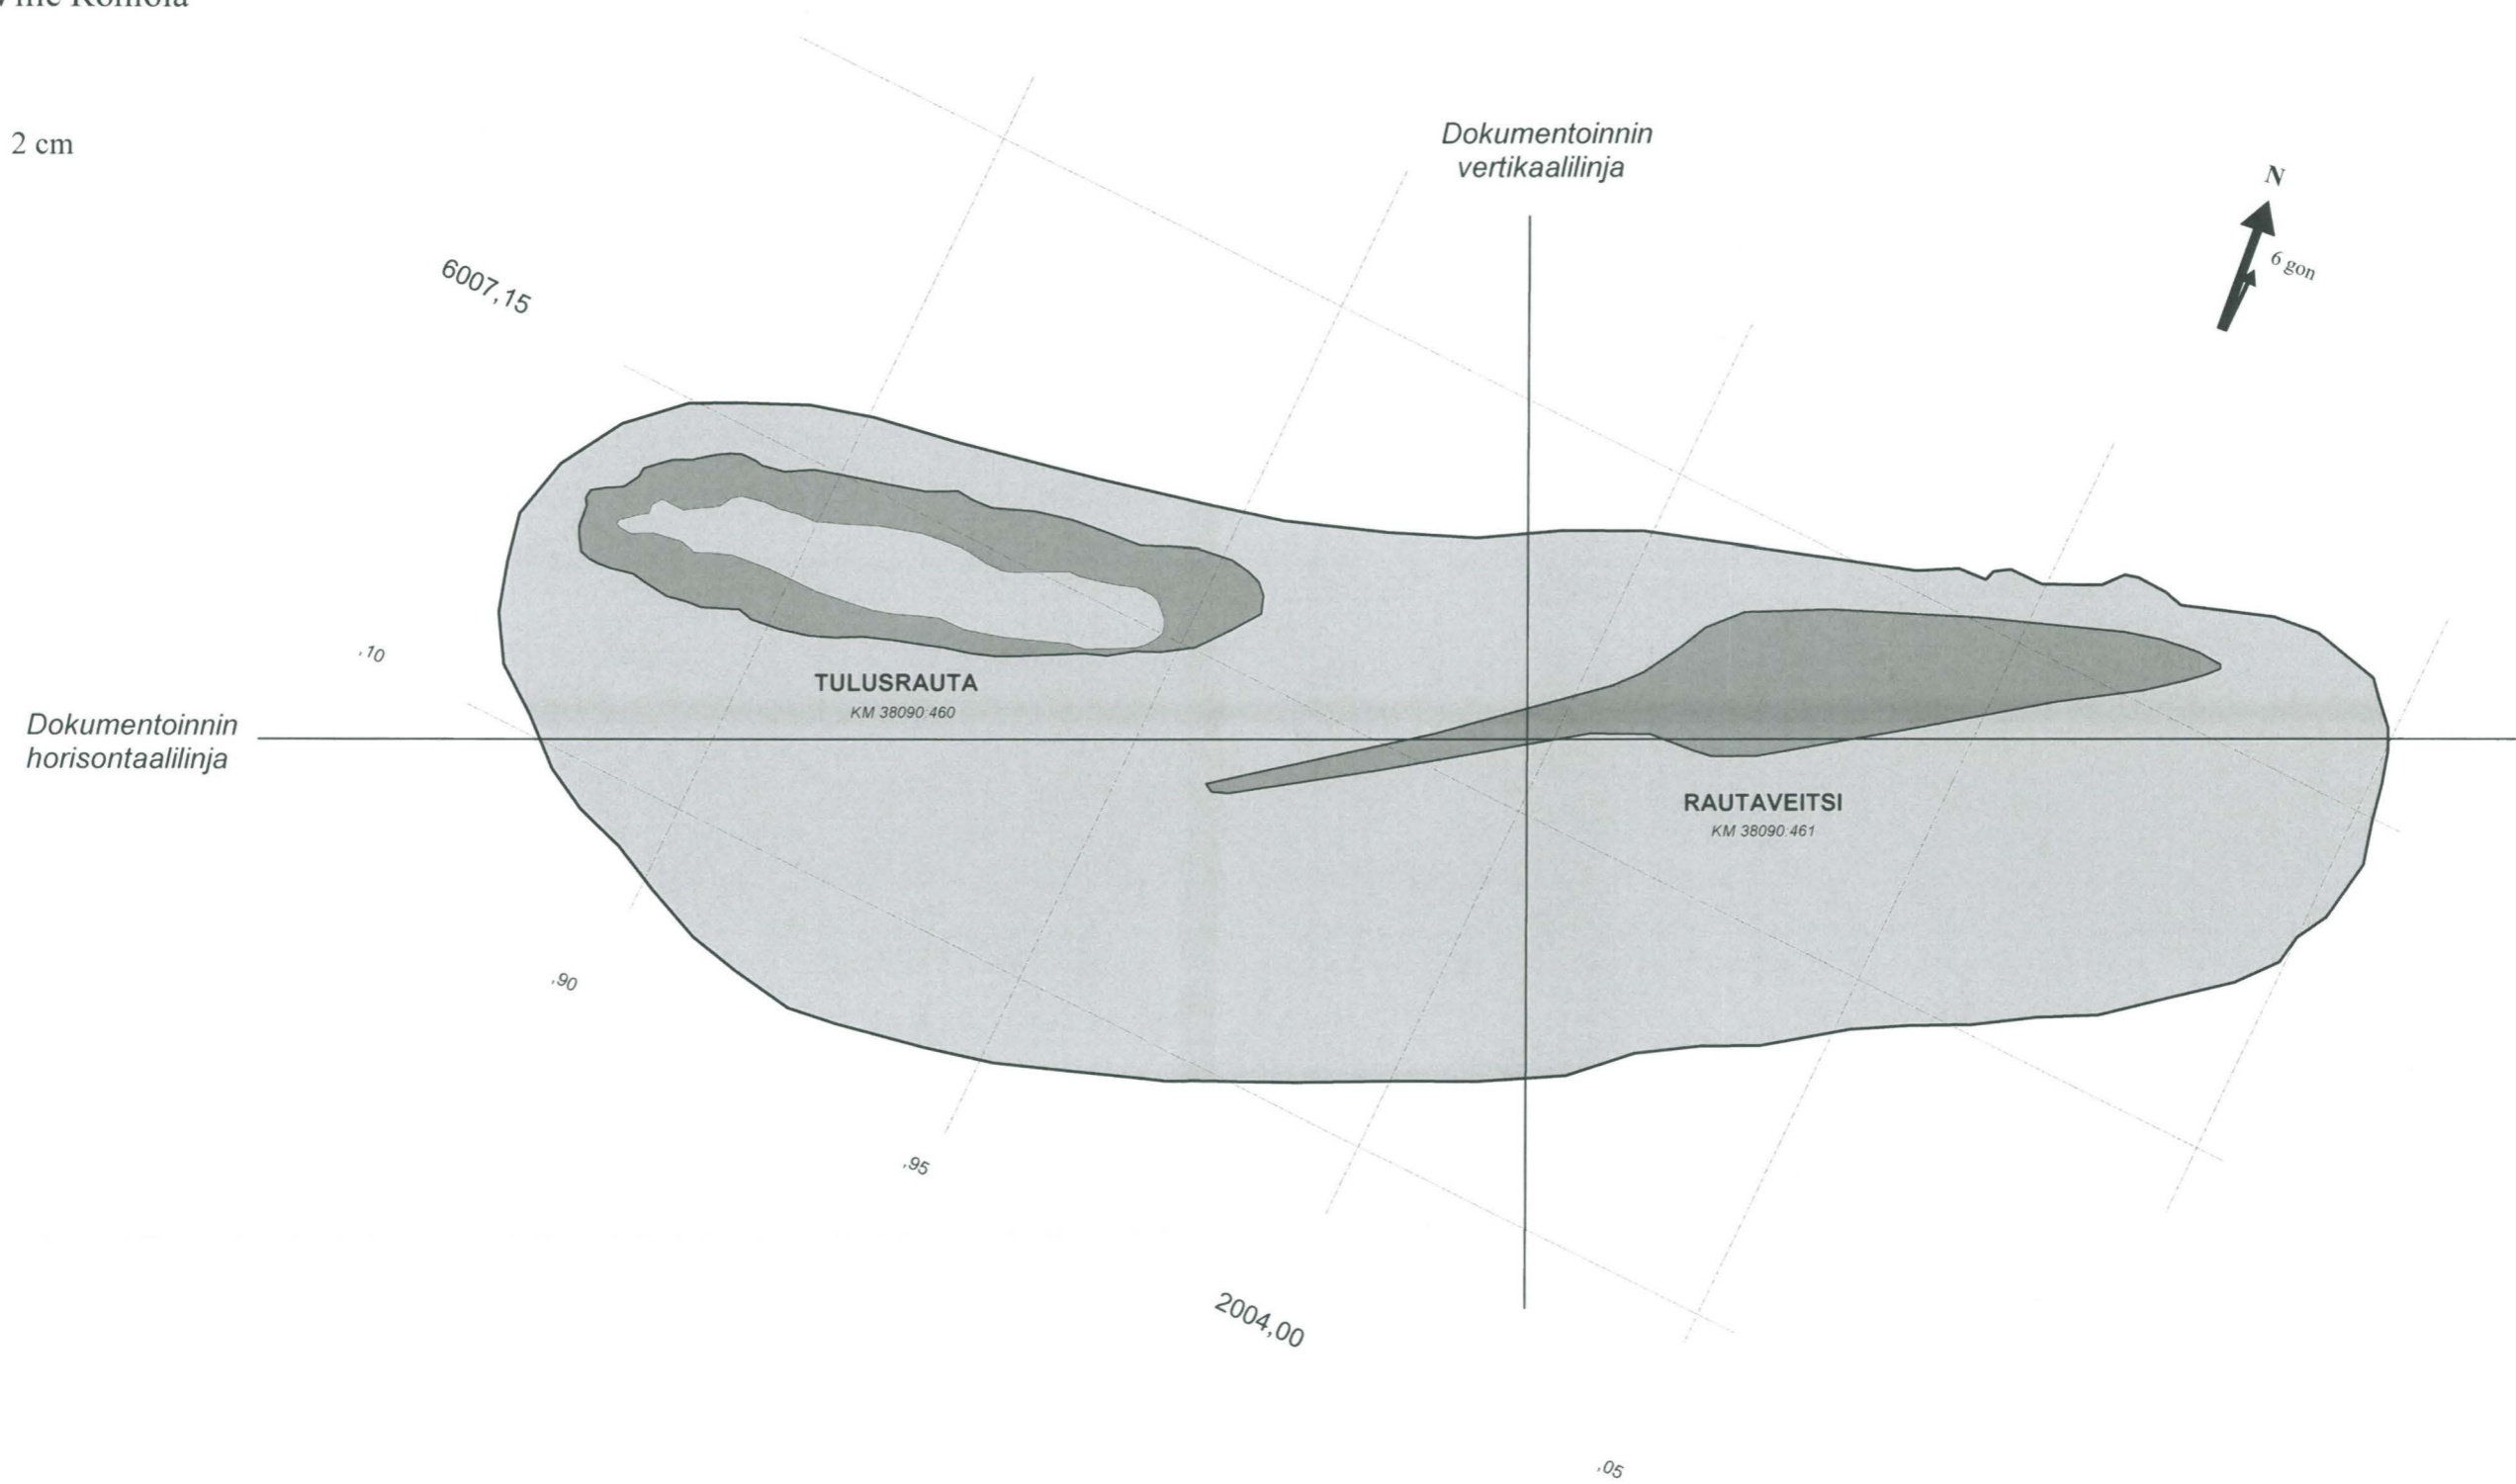 2 cm
Dokumentoinnin
vertikaalilinja
N
6 gon
6007,15
,10
TULUSRAUTA
KM 38090:460
Dokumentoinnin
horisontaalilinja
RAUTAVEITSI
KM 38090:461
,90
,95
2004,00
,05